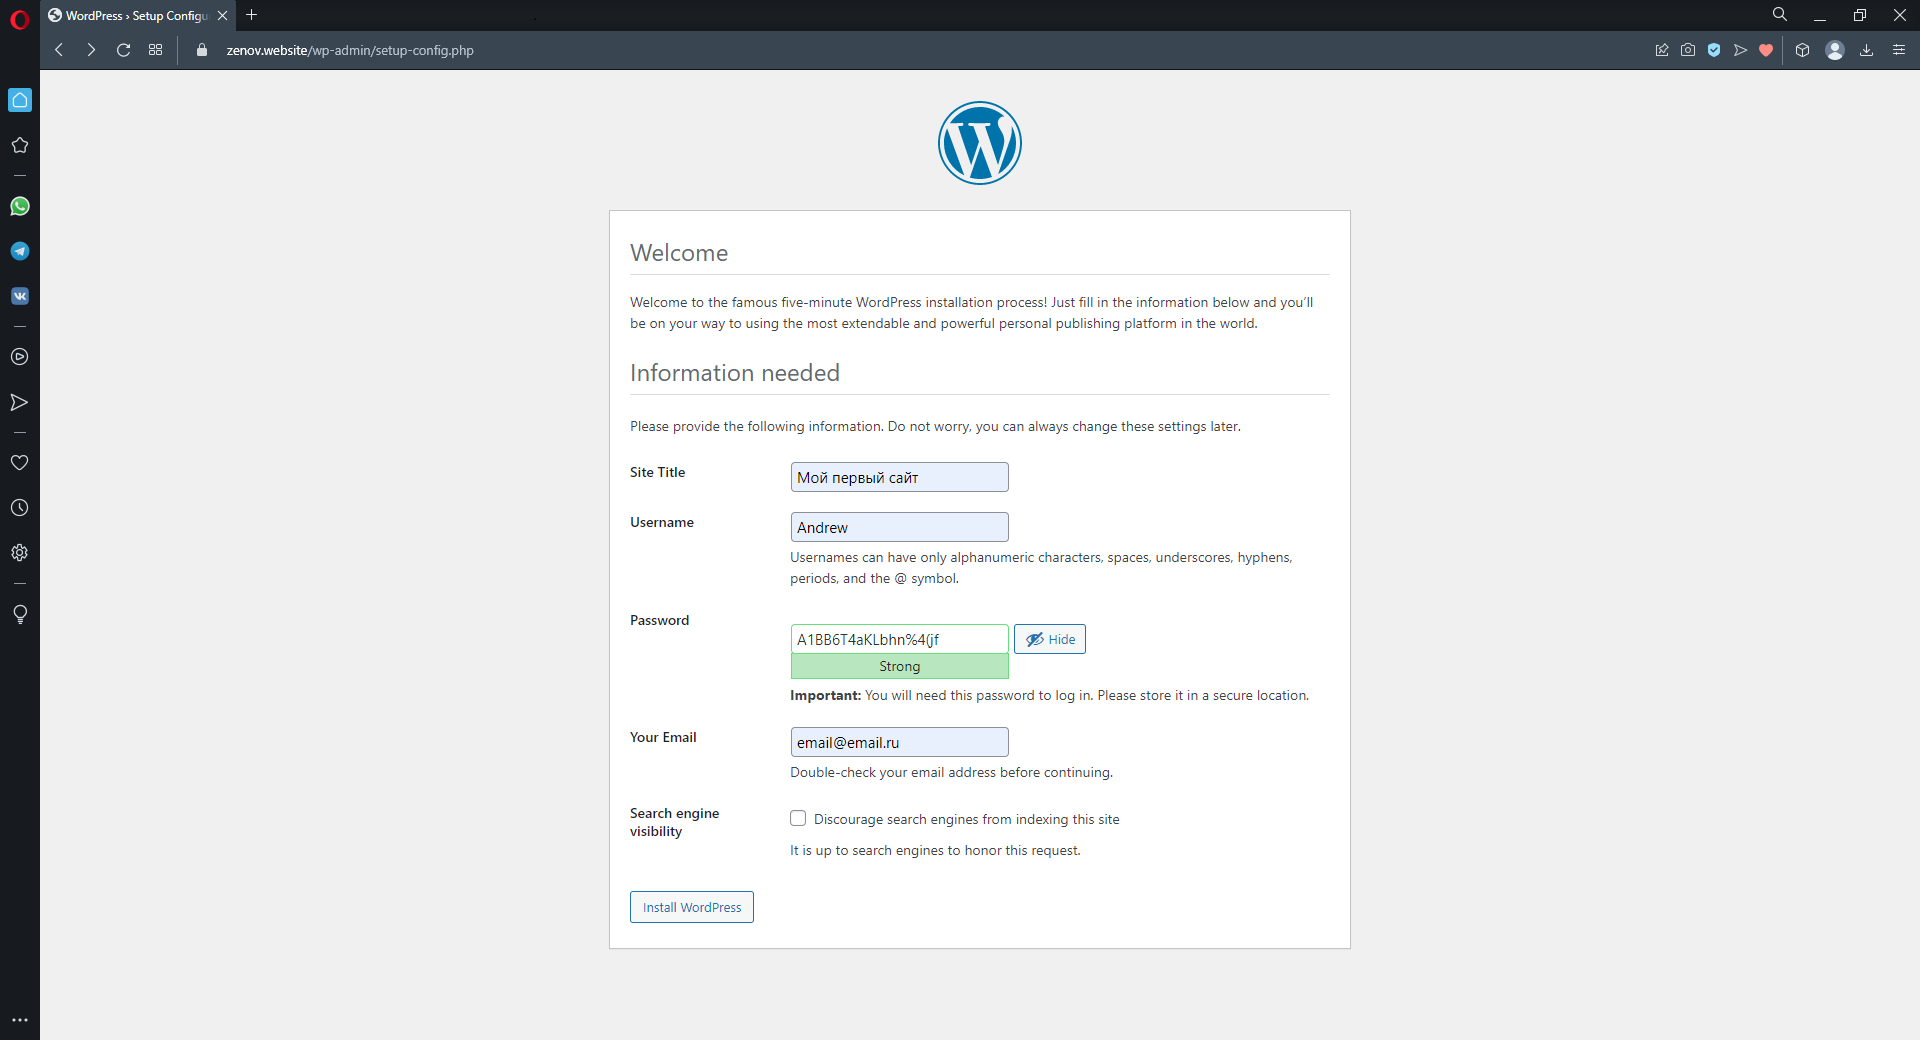 WordPress › Setup Configu
zenov.website/wp-admin/setup-config.php
Welcome
Welcome to the famous five-minute WordPress installation process! Just fill in the information below and you’ll
be on your way to using the most extendable and powerful personal publishing platform in the world.
Information needed
Please provide the following information. Do not worry, you can always change these settings later.
Site Title
Мой первый сайт
Username
Andrew
Usernames can have only alphanumeric characters, spaces, underscores, hyphens,
periods, and the @ symbol.
Password
A1BB6T4aKLbhn%4(jf
Hide
Strong
Important: You will need this password to log in. Please store it in a secure location.
Your Email
email@email.ru
Double-check your email address before continuing.
Search engine
visibility
Discourage search engines from indexing this site
It is up to search engines to honor this request.
Install WordPress